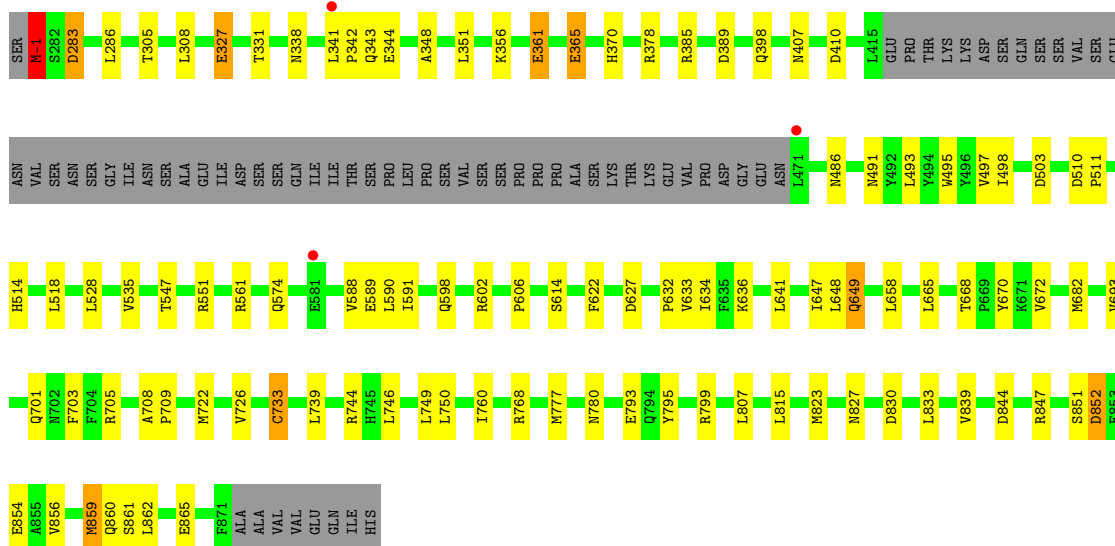 SER M-1 S282 D283 L286 T305 L308 E327 T331 N338 L341 P342 Q343 E344 A348 L351 K356 E361 E365 H370 R378 R385 D389 Q398 N407 D410 L415 GLU PRO THR LYS LYS ASP SER GLN SER SER VAL SER GLU
ASN VAL SER ASN SER GLY ILE ASN SER ALA GLU ILE ASP SER SER GLN ILE ILE THR SER PRO LEU PRO SER VAL SER SER PRO PRO PRO ALA SER LYS THR LYS GLU VAL PRO ASP GLY GLU ASN L471 N486 N491 Y492 L493 Y494 W495 Y496 V497 I498 D503 D510 P511
H514 L518 L528 V535 T547 R551 R561 Q574 E581 V588 E589 L590 I591 Q598 R602 P606 S614 F622 D627 P632 V633 I634 F635 K636 L641 I647 L648 Q649 L658 L665 T668 P669 Y670 K671 V672 M682 V693
Q701 N702 F703 F704 R705 A708 P709 M722 V726 C733 L739 R744 H745 L746 L749 L750 I760 R768 M777 N780 E793 Q794 Y795 R799 L807 L815 M823 N827 D830 L833 V839 D844 R847 S851 D852 E853
E854 A855 V856 M859 Q860 S861 L862 E865 F871 ALA ALA VAL VAL GLU GLN ILE HIS